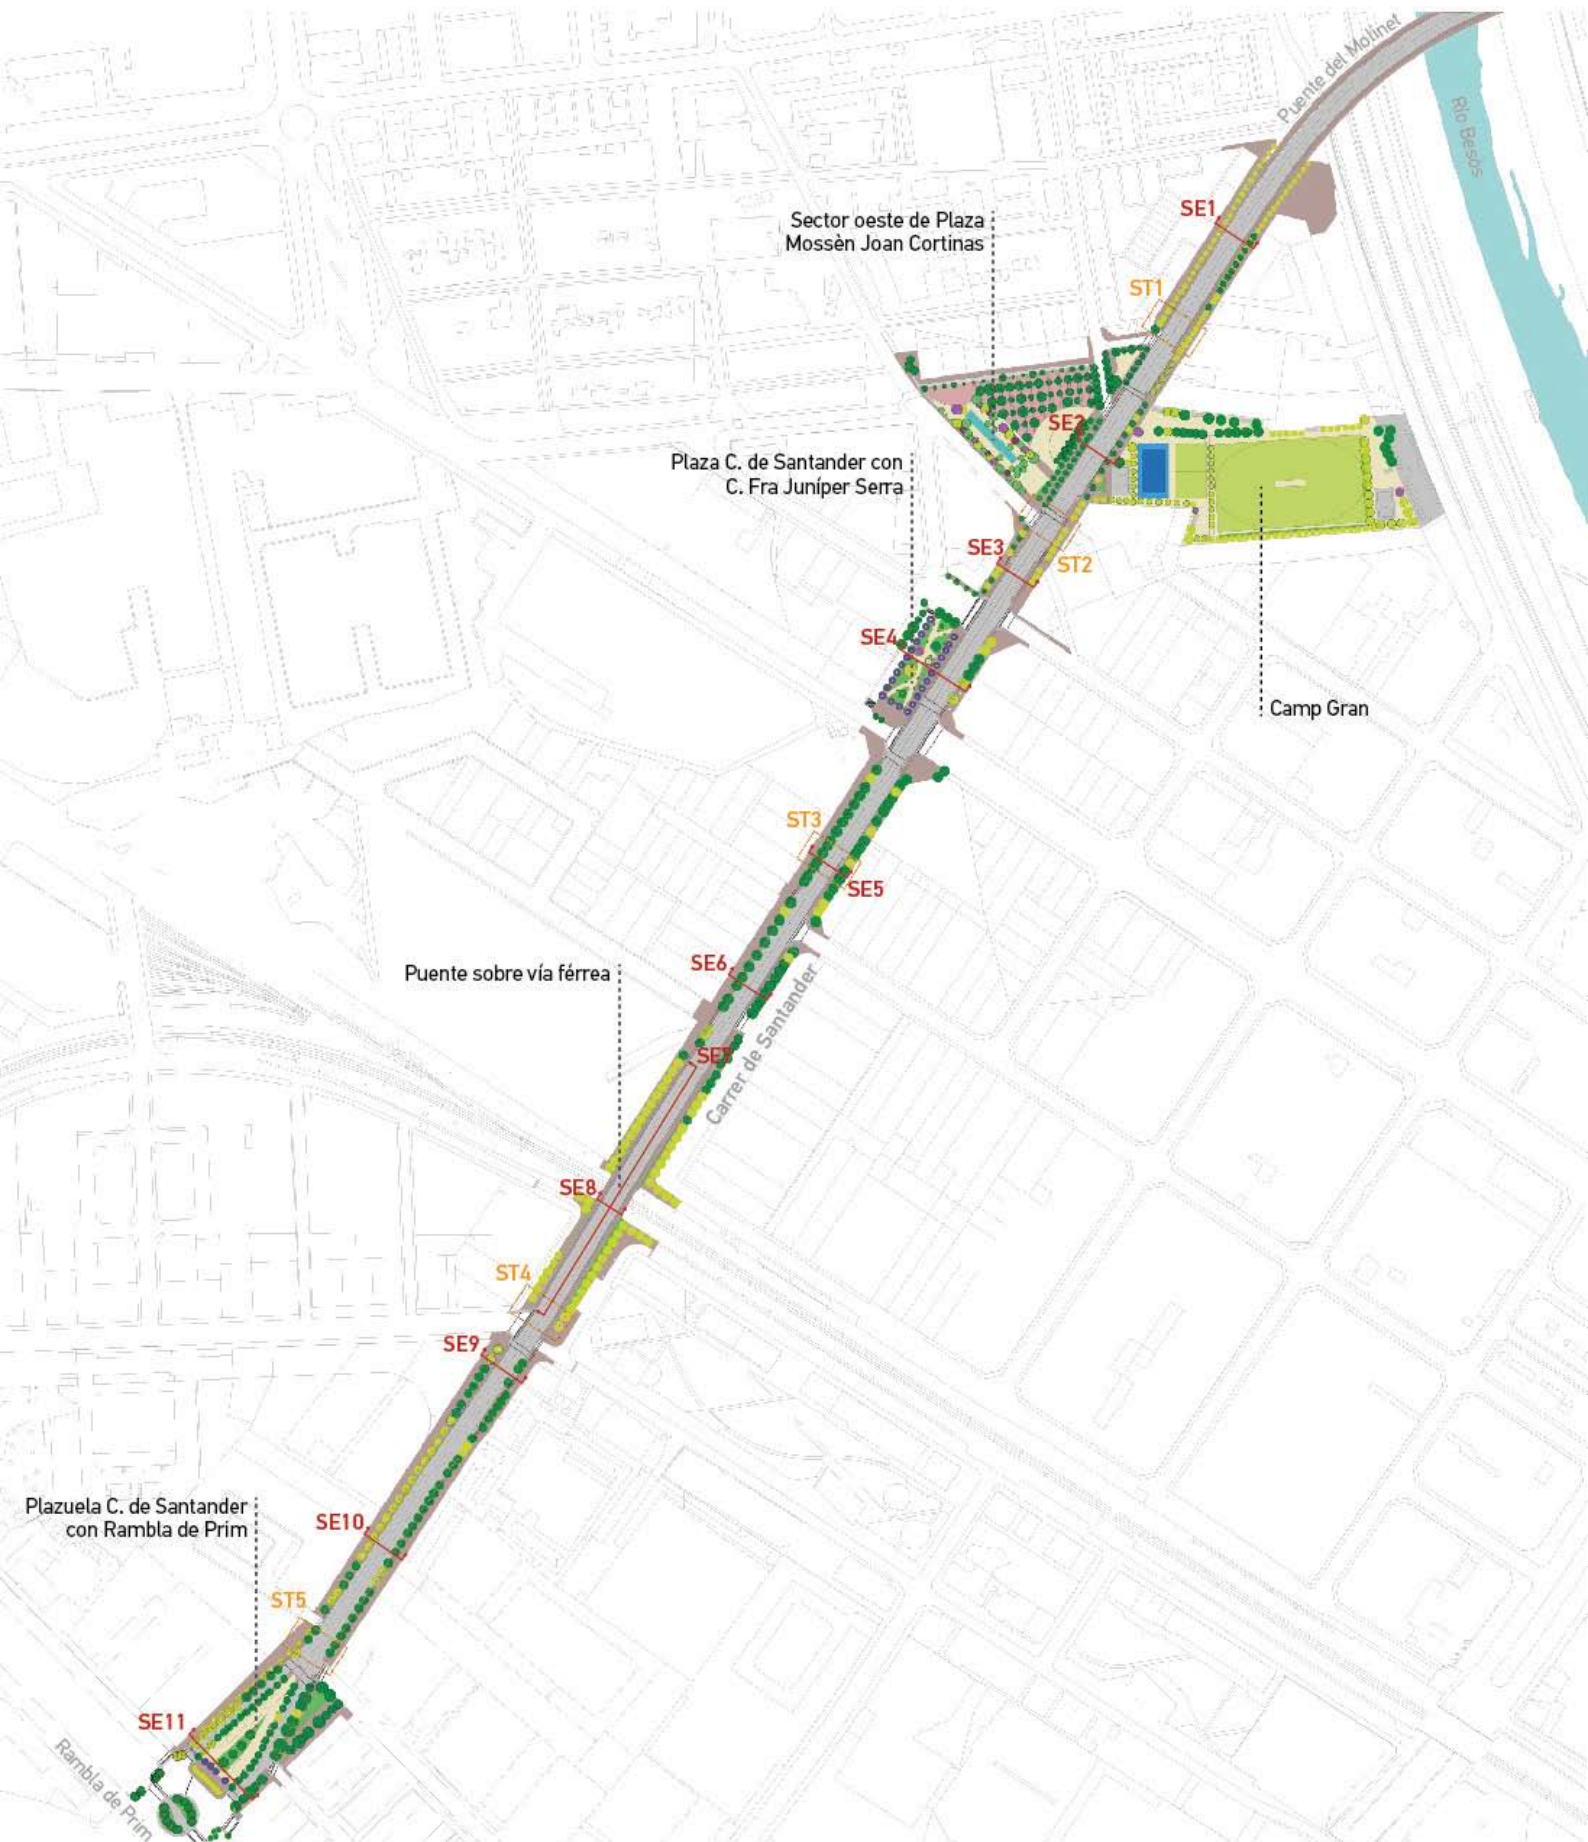 Puente del Molinet
Río Besòs
SE1
Sector oeste de Plaza
Mossèn Joan Cortinas
ST1
SE2
Plaza C. de Santander con
C. Fra Juníper Serra
SE3
ST2
SE4
Camp Gran
ST3
SE5
SE6
Puente sobre vía férrea
Carrer de Santander
SE7
SE8
ST4
SE9
Plazuela C. de Santander
con Rambla de Prim
SE10
ST5
SE11
Rambla de Prim